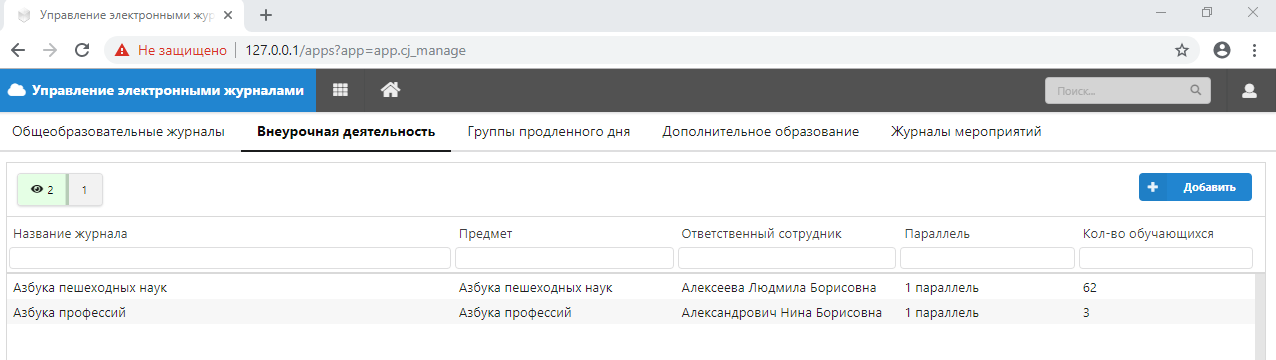 Управление электронными жур
Не защищено
127.0.0.1/apps?app=app.cj_manage
Управление электронными журналами
Поиск...
Общеобразовательные журналы Внеурочная деятельность Группы продленного дня Дополнительное образование Журналы мероприятий
2 1
Добавить
Название журнала Предмет Ответственный сотрудник Параллель Кол-во обучающихся
Азбука пешеходных наук Азбука пешеходных наук Алексеева Людмила Борисовна 1 параллель 62
Азбука профессий Азбука профессий Александрович Нина Борисовна 1 параллель 3